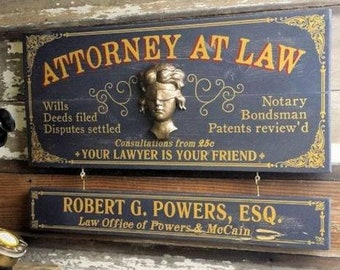 ATTORNEY AT LAW
Wills
Deeds filed
Disputes settled
Notary
Bondsman
Patents review'd
Consultations from 25c
YOUR LAWYER IS YOUR FRIEND
ROBERT G. POWERS, ESQ.
Law Office of Powers & McCain